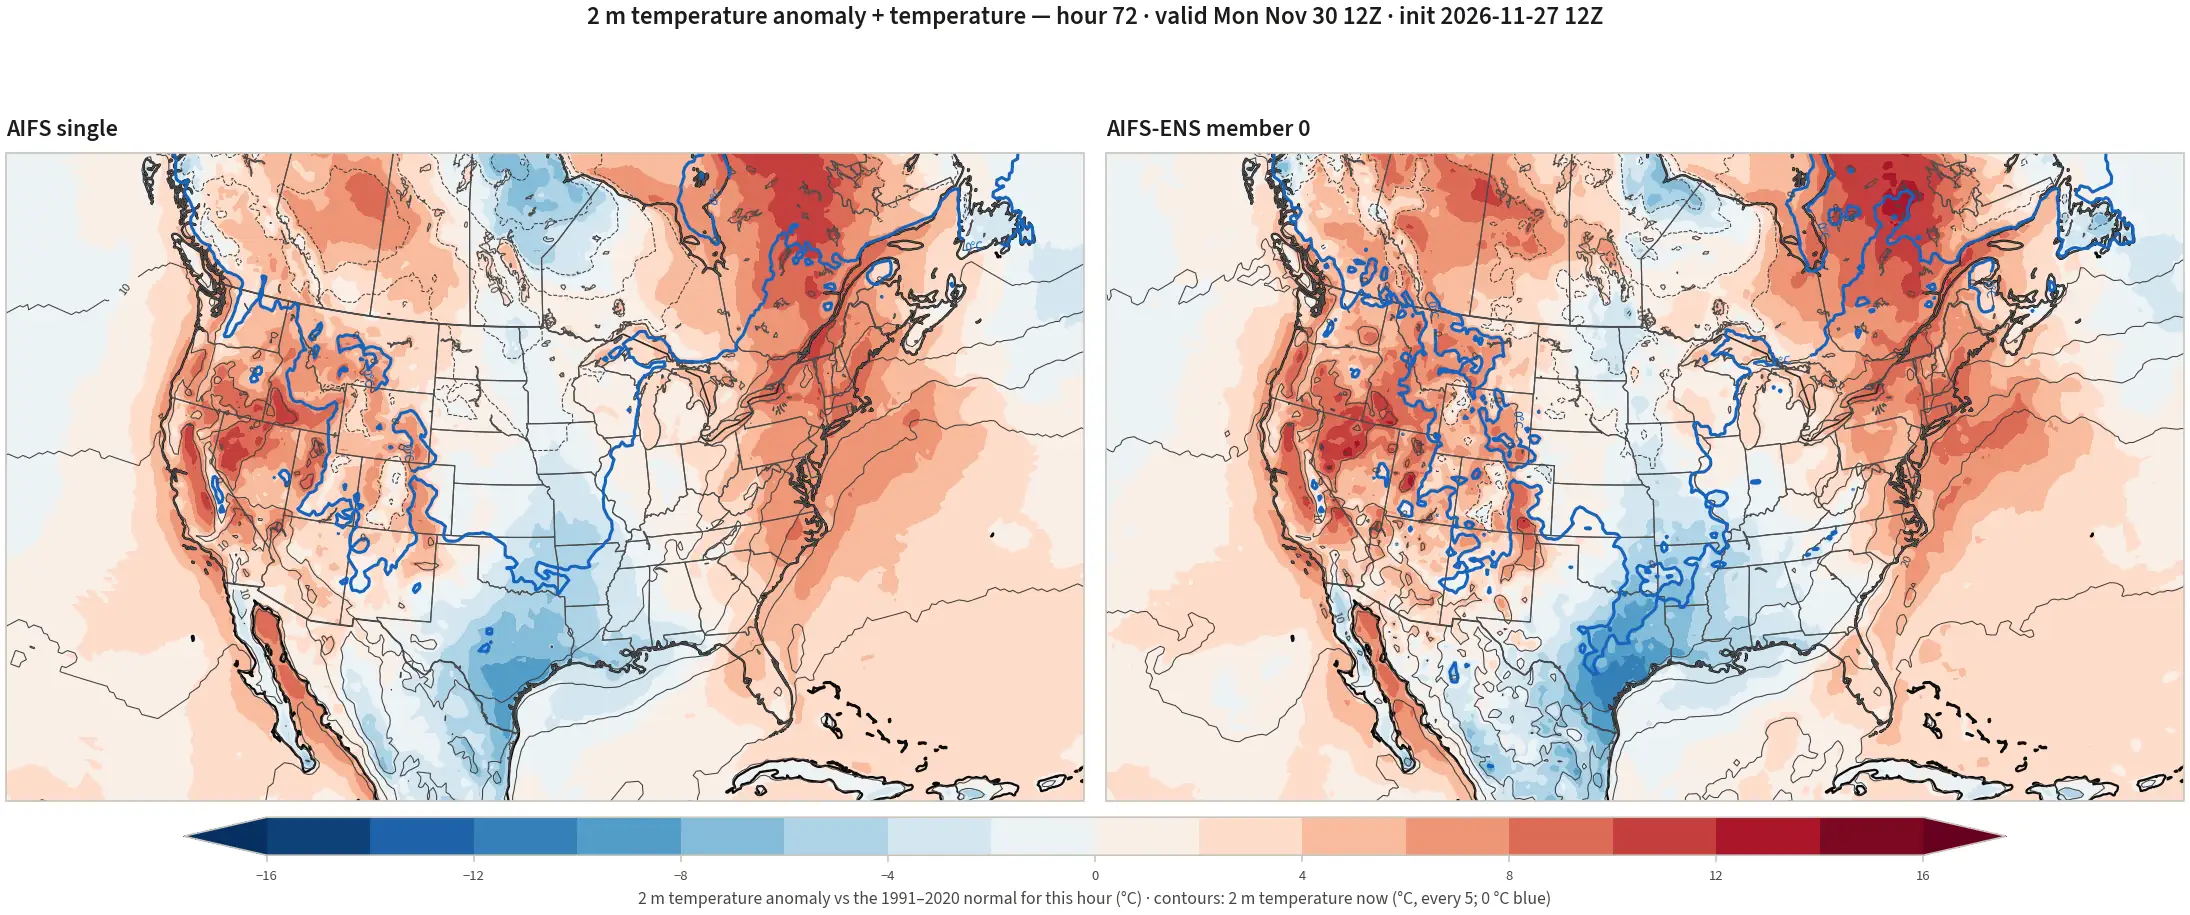 2 m temperature anomaly + temperature — hour 72 · valid Mon Nov 30 12Z · init 2026-11-27 12Z
AIFS single
AIFS-ENS member 0
10
0°C
−16 −12 −8 −4 0 4 8 12 16
2 m temperature anomaly vs the 1991–2020 normal for this hour (°C) · contours: 2 m temperature now (°C, every 5; 0 °C blue)